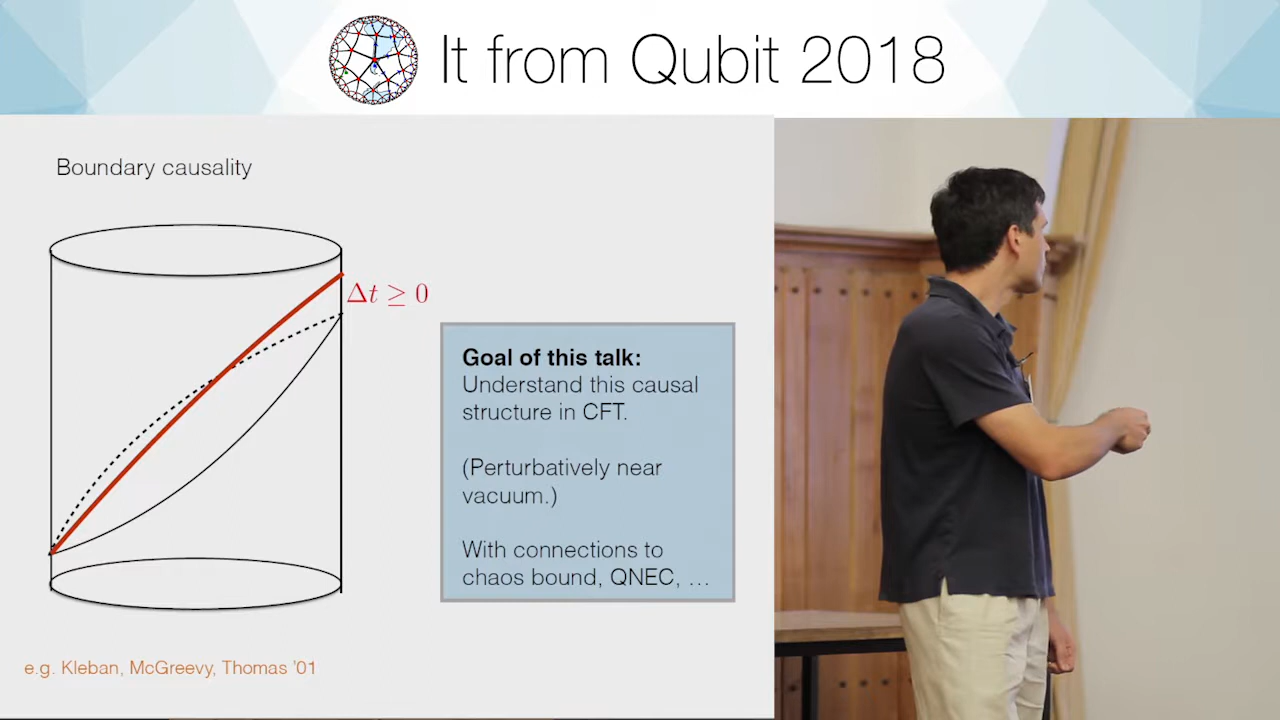 It from Qubit 2018
Boundary causality
Δt ≥ 0
Goal of this talk:
Understand this causal
structure in CFT.
(Perturbatively near
vacuum.)
With connections to
chaos bound, QNEC, …
e.g. Kleban, McGreevy, Thomas '01